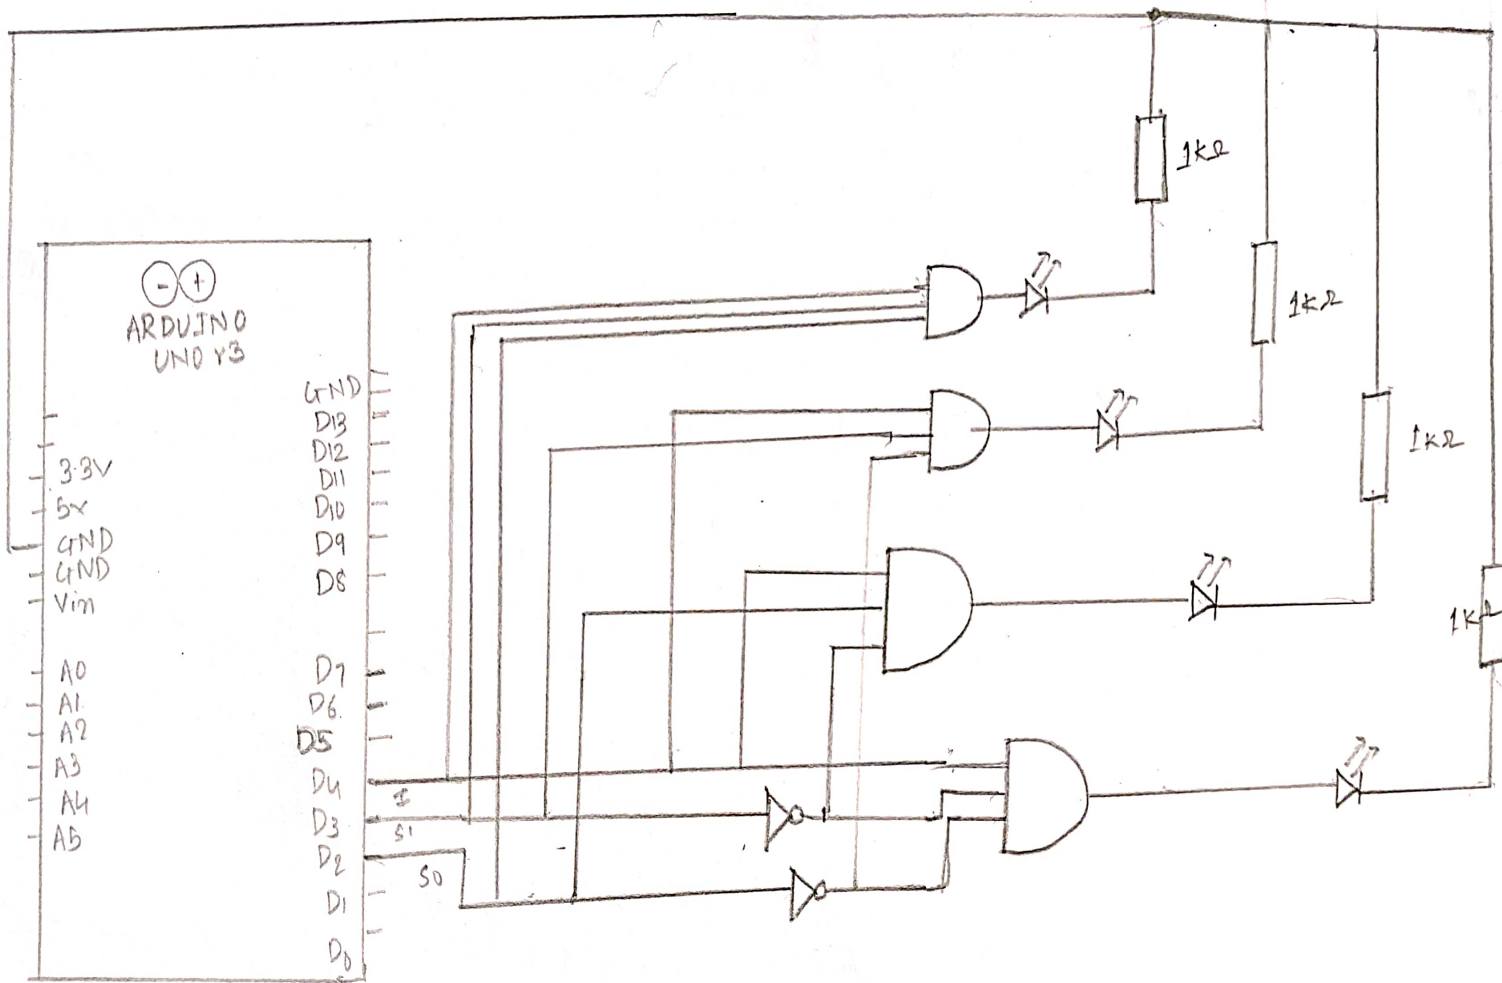 - +
ARDUINO
UNO r3
GND
D13
D12
D11
D10
D9
D8
D7
D6
D5
D4
D3
D2
D1
D0
3.3V
5v
GND
GND
Vin
A0
A1
A2
A3
A4
A5
I
S1
S0
1kΩ
1kΩ
1kΩ
1kΩ